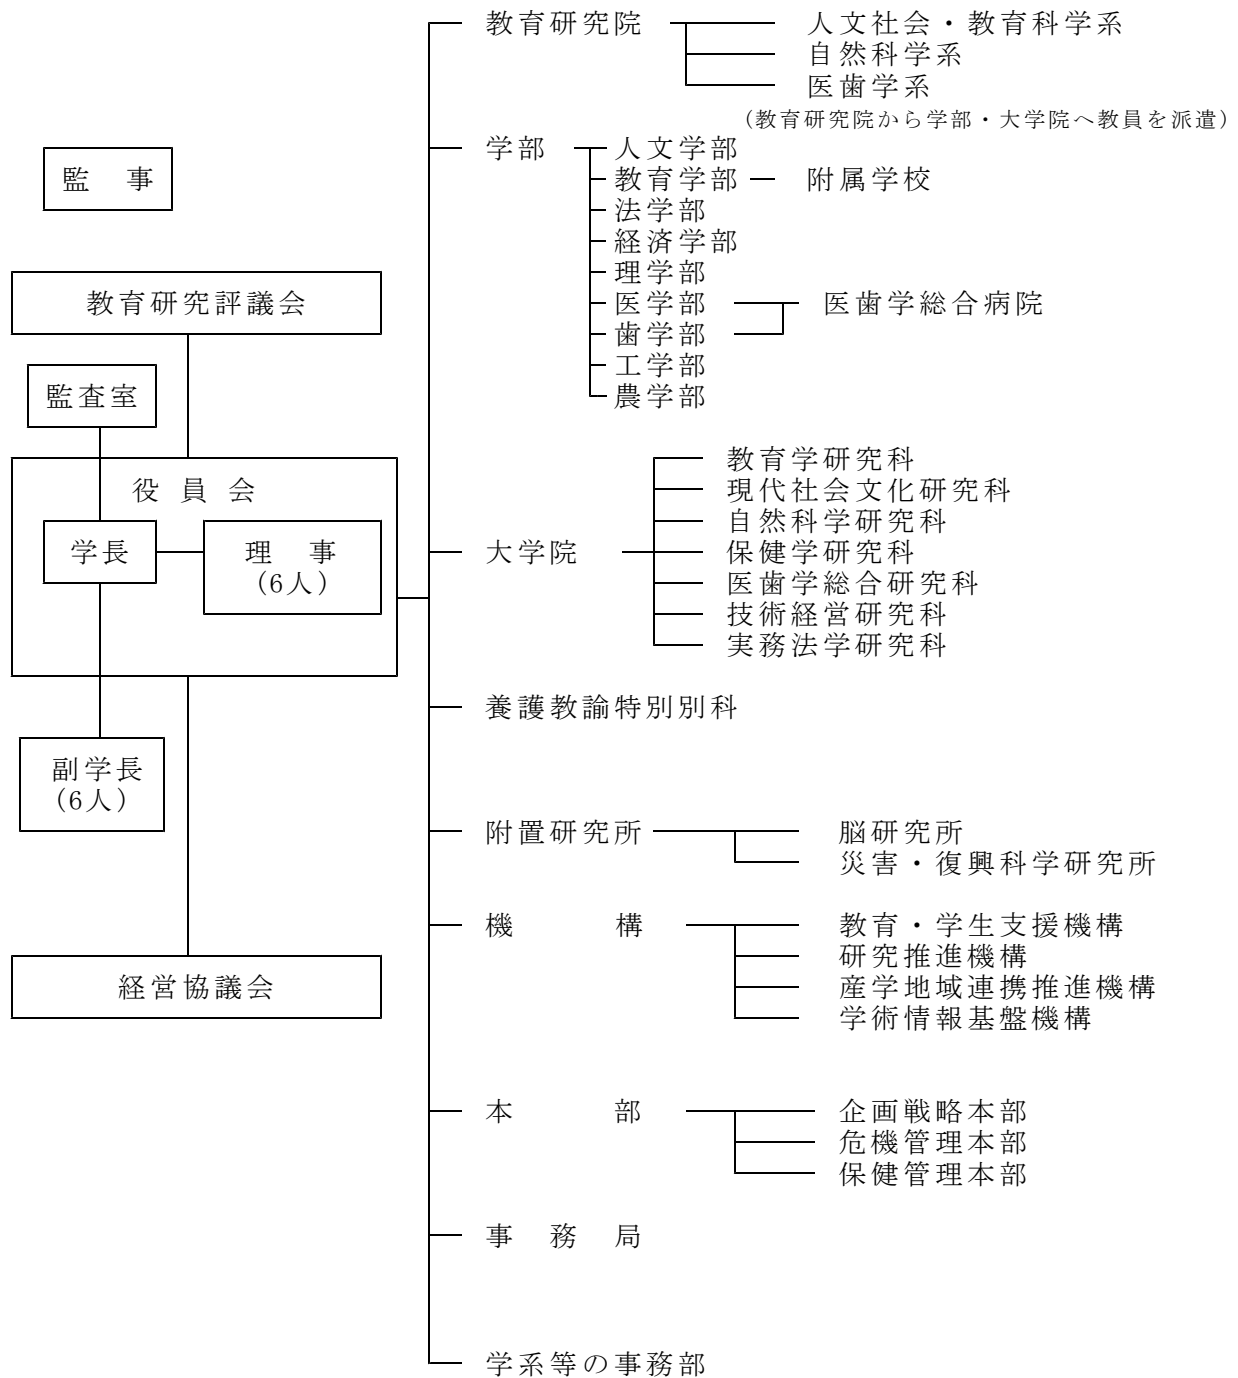 監　事
教育研究評議会
監査室
役 員 会
学長
理　事
（6人）
副学長
（6人）
経営協議会
教育研究院
人文社会・教育科学系
自然科学系
医歯学系
（教育研究院から学部・大学院へ教員を派遣）
学部
人文学部
教育学部
附属学校
法学部
経済学部
理学部
医学部
医歯学総合病院
歯学部
工学部
農学部
大学院
教育学研究科
現代社会文化研究科
自然科学研究科
保健学研究科
医歯学総合研究科
技術経営研究科
実務法学研究科
養護教諭特別別科
附置研究所
脳研究所
災害・復興科学研究所
機　構
教育・学生支援機構
研究推進機構
産学地域連携推進機構
学術情報基盤機構
本　部
企画戦略本部
危機管理本部
保健管理本部
事　務　局
学系等の事務部